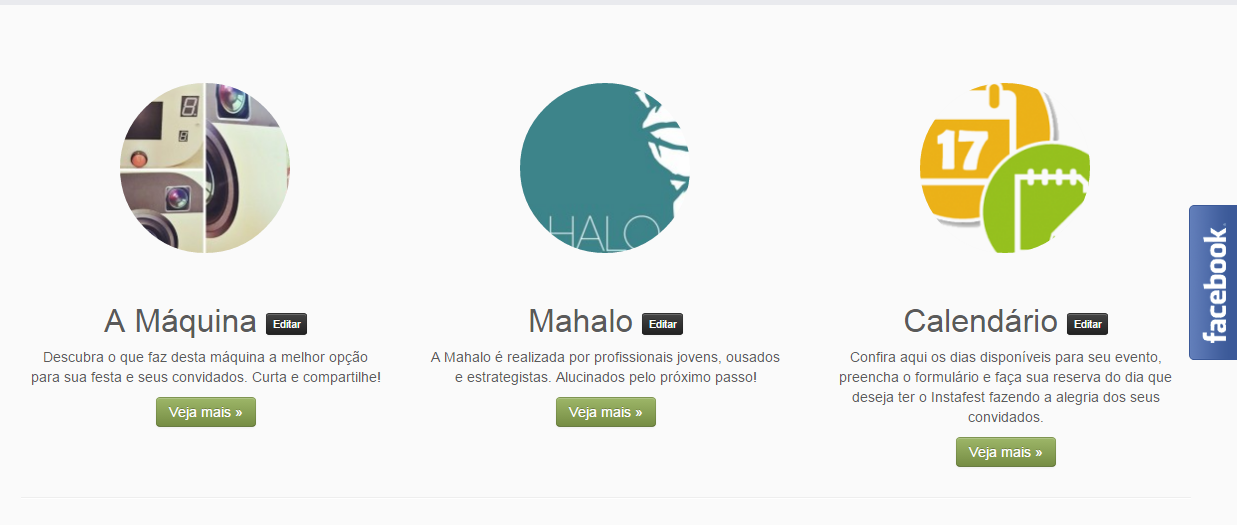 8
8
HALO
17
facebook
A Máquina Editar
Descubra o que faz desta máquina a melhor opção
para sua festa e seus convidados. Curta e compartilhe!
Veja mais »
Mahalo Editar
A Mahalo é realizada por profissionais jovens, ousados
e estrategistas. Alucinados pelo próximo passo!
Veja mais »
Calendário Editar
Confira aqui os dias disponíveis para seu evento,
preencha o formulário e faça sua reserva do dia que
deseja ter o Instafest fazendo a alegria dos seus
convidados.
Veja mais »